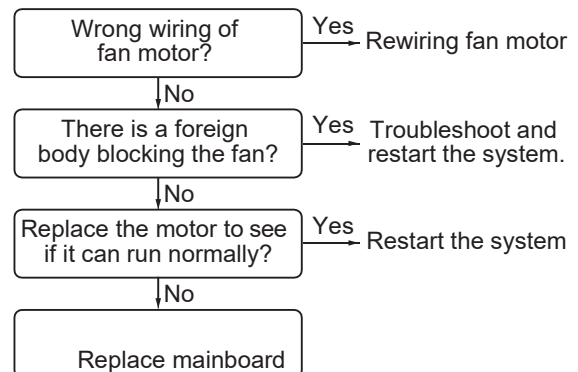 Wrong wiring of
fan motor?
Yes
Rewiring fan motor
No
There is a foreign
body blocking the fan?
Yes
Troubleshoot and
restart the system.
No
Replace the motor to see
if it can run normally?
Yes
Restart the system
No
Replace mainboard